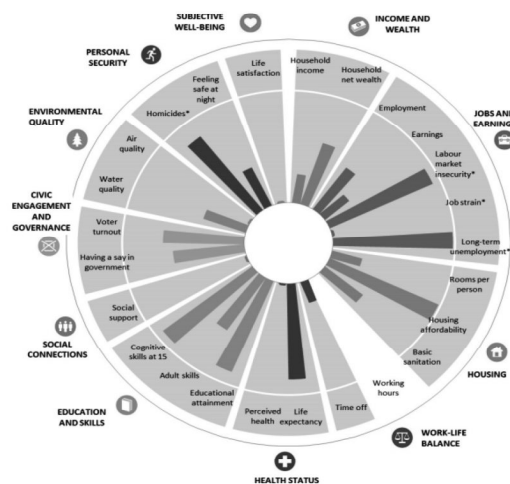 SUBJECTIVE
WELL-BEING
INCOME AND
WEALTH
PERSONAL
SECURITY
Feeling
safe at
night
Life
satisfaction
Household
income
Household
net wealth
Homicides*
Employment
ENVIRONMENTAL
QUALITY
Air
quality
Earnings
JOBS AND
EARNING
Labour
market
insecurity*
Water
quality
CIVIC
ENGAGEMENT
AND
GOVERNANCE
Voter
turnout
Job strain*
Having a say in
government
Long-term
unemployment*
Rooms per
person
Social
support
Housing
affordability
SOCIAL
CONNECTIONS
Cognitive
skills at 15
Basic
sanitation
HOUSING
Adult skills
Working
hours
Educational
attainment
Perceived
health
Life
expectancy
Time off
EDUCATION
AND SKILLS
WORK-LIFE
BALANCE
HEALTH STATUS